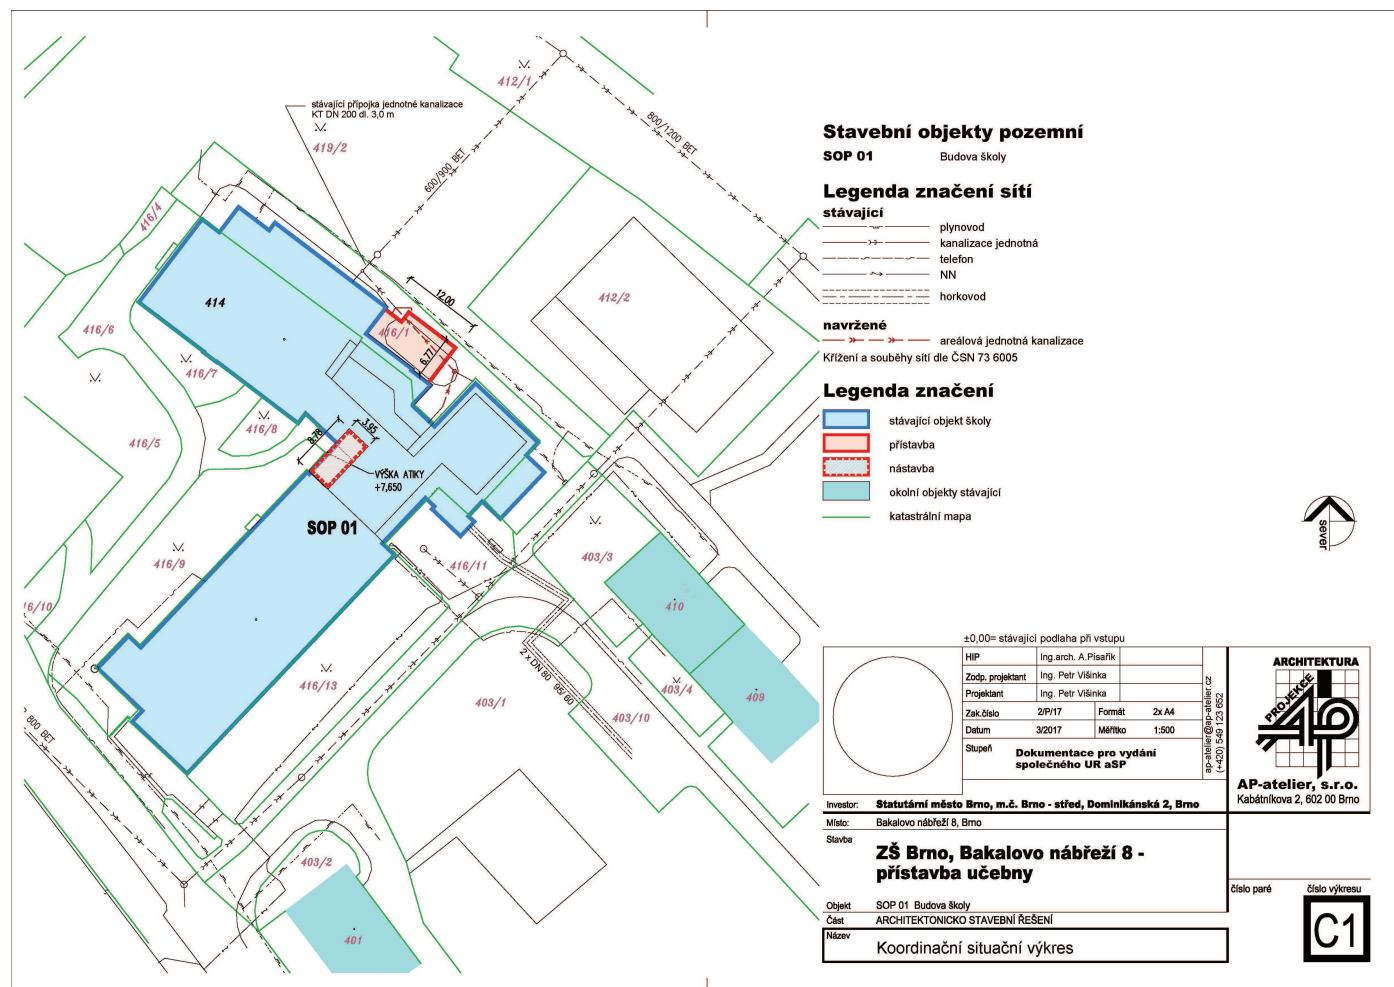 412/1
stávající přípojka jednotné kanalizace
KT DN 200 dl. 3,0 m
419/2
600/900 BET
800/1200 BET
416/4
414
12.00
412/2
416/1
6.77
416/6
416/7
416/8
416/5
3.95
8.78
VÝŠKA ATIKY
+7,650
SOP 01
416/9
416/11
403/3
416/10
410
416/13
2 x DN 80
95/60
403/1
403/4
403/10
409
800 BET
403/2
401
Stavební objekty pozemní
SOP 01 Budova školy
Legenda značení sítí
stávající
plynovod
kanalizace jednotná
telefon
NN
horkovod
navržené
areálová jednotná kanalizace
Křížení a souběhy sítí dle ČSN 73 6005
Legenda značení
stávající objekt školy
přístavba
nástavba
okolní objekty stávající
katastrální mapa
sever
±0,00= stávající podlaha při vstupu
HIP Ing.arch. A.Písařík
Zodp. projektant Ing. Petr Višinka
Projektant Ing. Petr Višinka
Zak.číslo 2/P/17 Formát 2x A4
Datum 3/2017 Měřítko 1:500
Stupeň Dokumentace pro vydání
společného UR aSP
ap-atelier@ap-atelier.cz
(+420) 549 123 652
ARCHITEKTURA
PROJEKCE
AP
AP-atelier, s.r.o.
Kabátníkova 2, 602 00 Brno
Investor: Statutární město Brno, m.č. Brno - střed, Dominikánská 2, Brno
Místo: Bakalovo nábřeží 8, Brno
Stavba
ZŠ Brno, Bakalovo nábřeží 8 -
přístavba učebny
Objekt SOP 01 Budova školy
Část ARCHITEKTONICKO STAVEBNÍ ŘEŠENÍ
Název
Koordinační situační výkres
číslo paré
číslo výkresu
C1